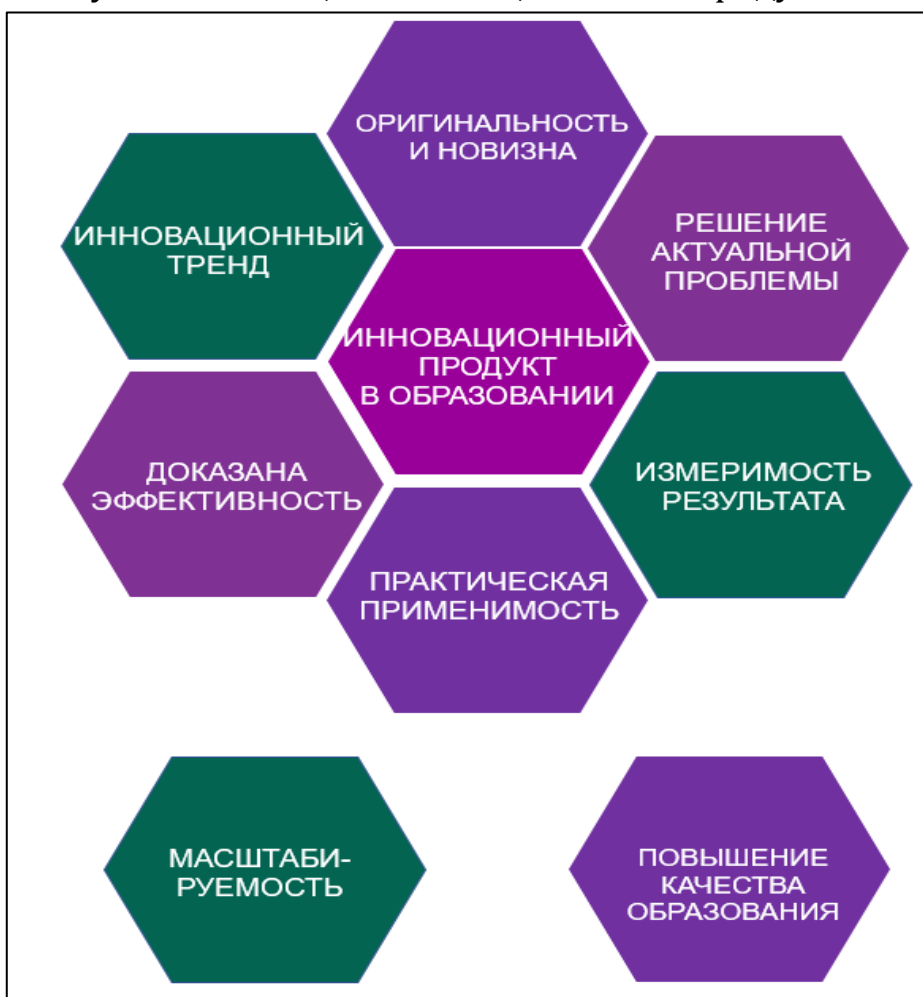 ОРИГИНАЛЬНОСТЬ
И НОВИЗНА
ИННОВАЦИОННЫЙ
ТРЕНД
РЕШЕНИЕ
АКТУАЛЬНОЙ
ПРОБЛЕМЫ
ИННОВАЦИОННЫЙ
ПРОДУКТ
В ОБРАЗОВАНИИ
ДОКАЗАНА
ЭФФЕКТИВНОСТЬ
ИЗМЕРИМОСТЬ
РЕЗУЛЬТАТА
ПРАКТИЧЕСКАЯ
ПРИМЕНИМОСТЬ
МАСШТАБИ-
РУЕМОСТЬ
ПОВЫШЕНИЕ
КАЧЕСТВА
ОБРАЗОВАНИЯ